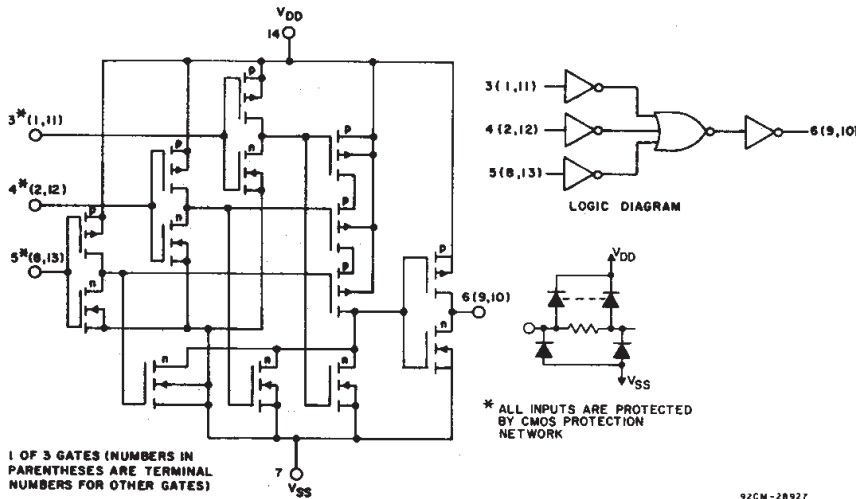 VDD
14
3*(1,11)
4*(2,12)
5*(8,13)
p
n
p
n
p
n
p
p
p
n
n
n
p
n
6(9,10)
7
VSS
1 OF 3 GATES (NUMBERS IN
PARENTHESES ARE TERMINAL
NUMBERS FOR OTHER GATES)
3(1,11)
4(2,12)
5(8,13)
6(9,10)
LOGIC DIAGRAM
VDD
VSS
* ALL INPUTS ARE PROTECTED
BY CMOS PROTECTION
NETWORK
92CM-28927